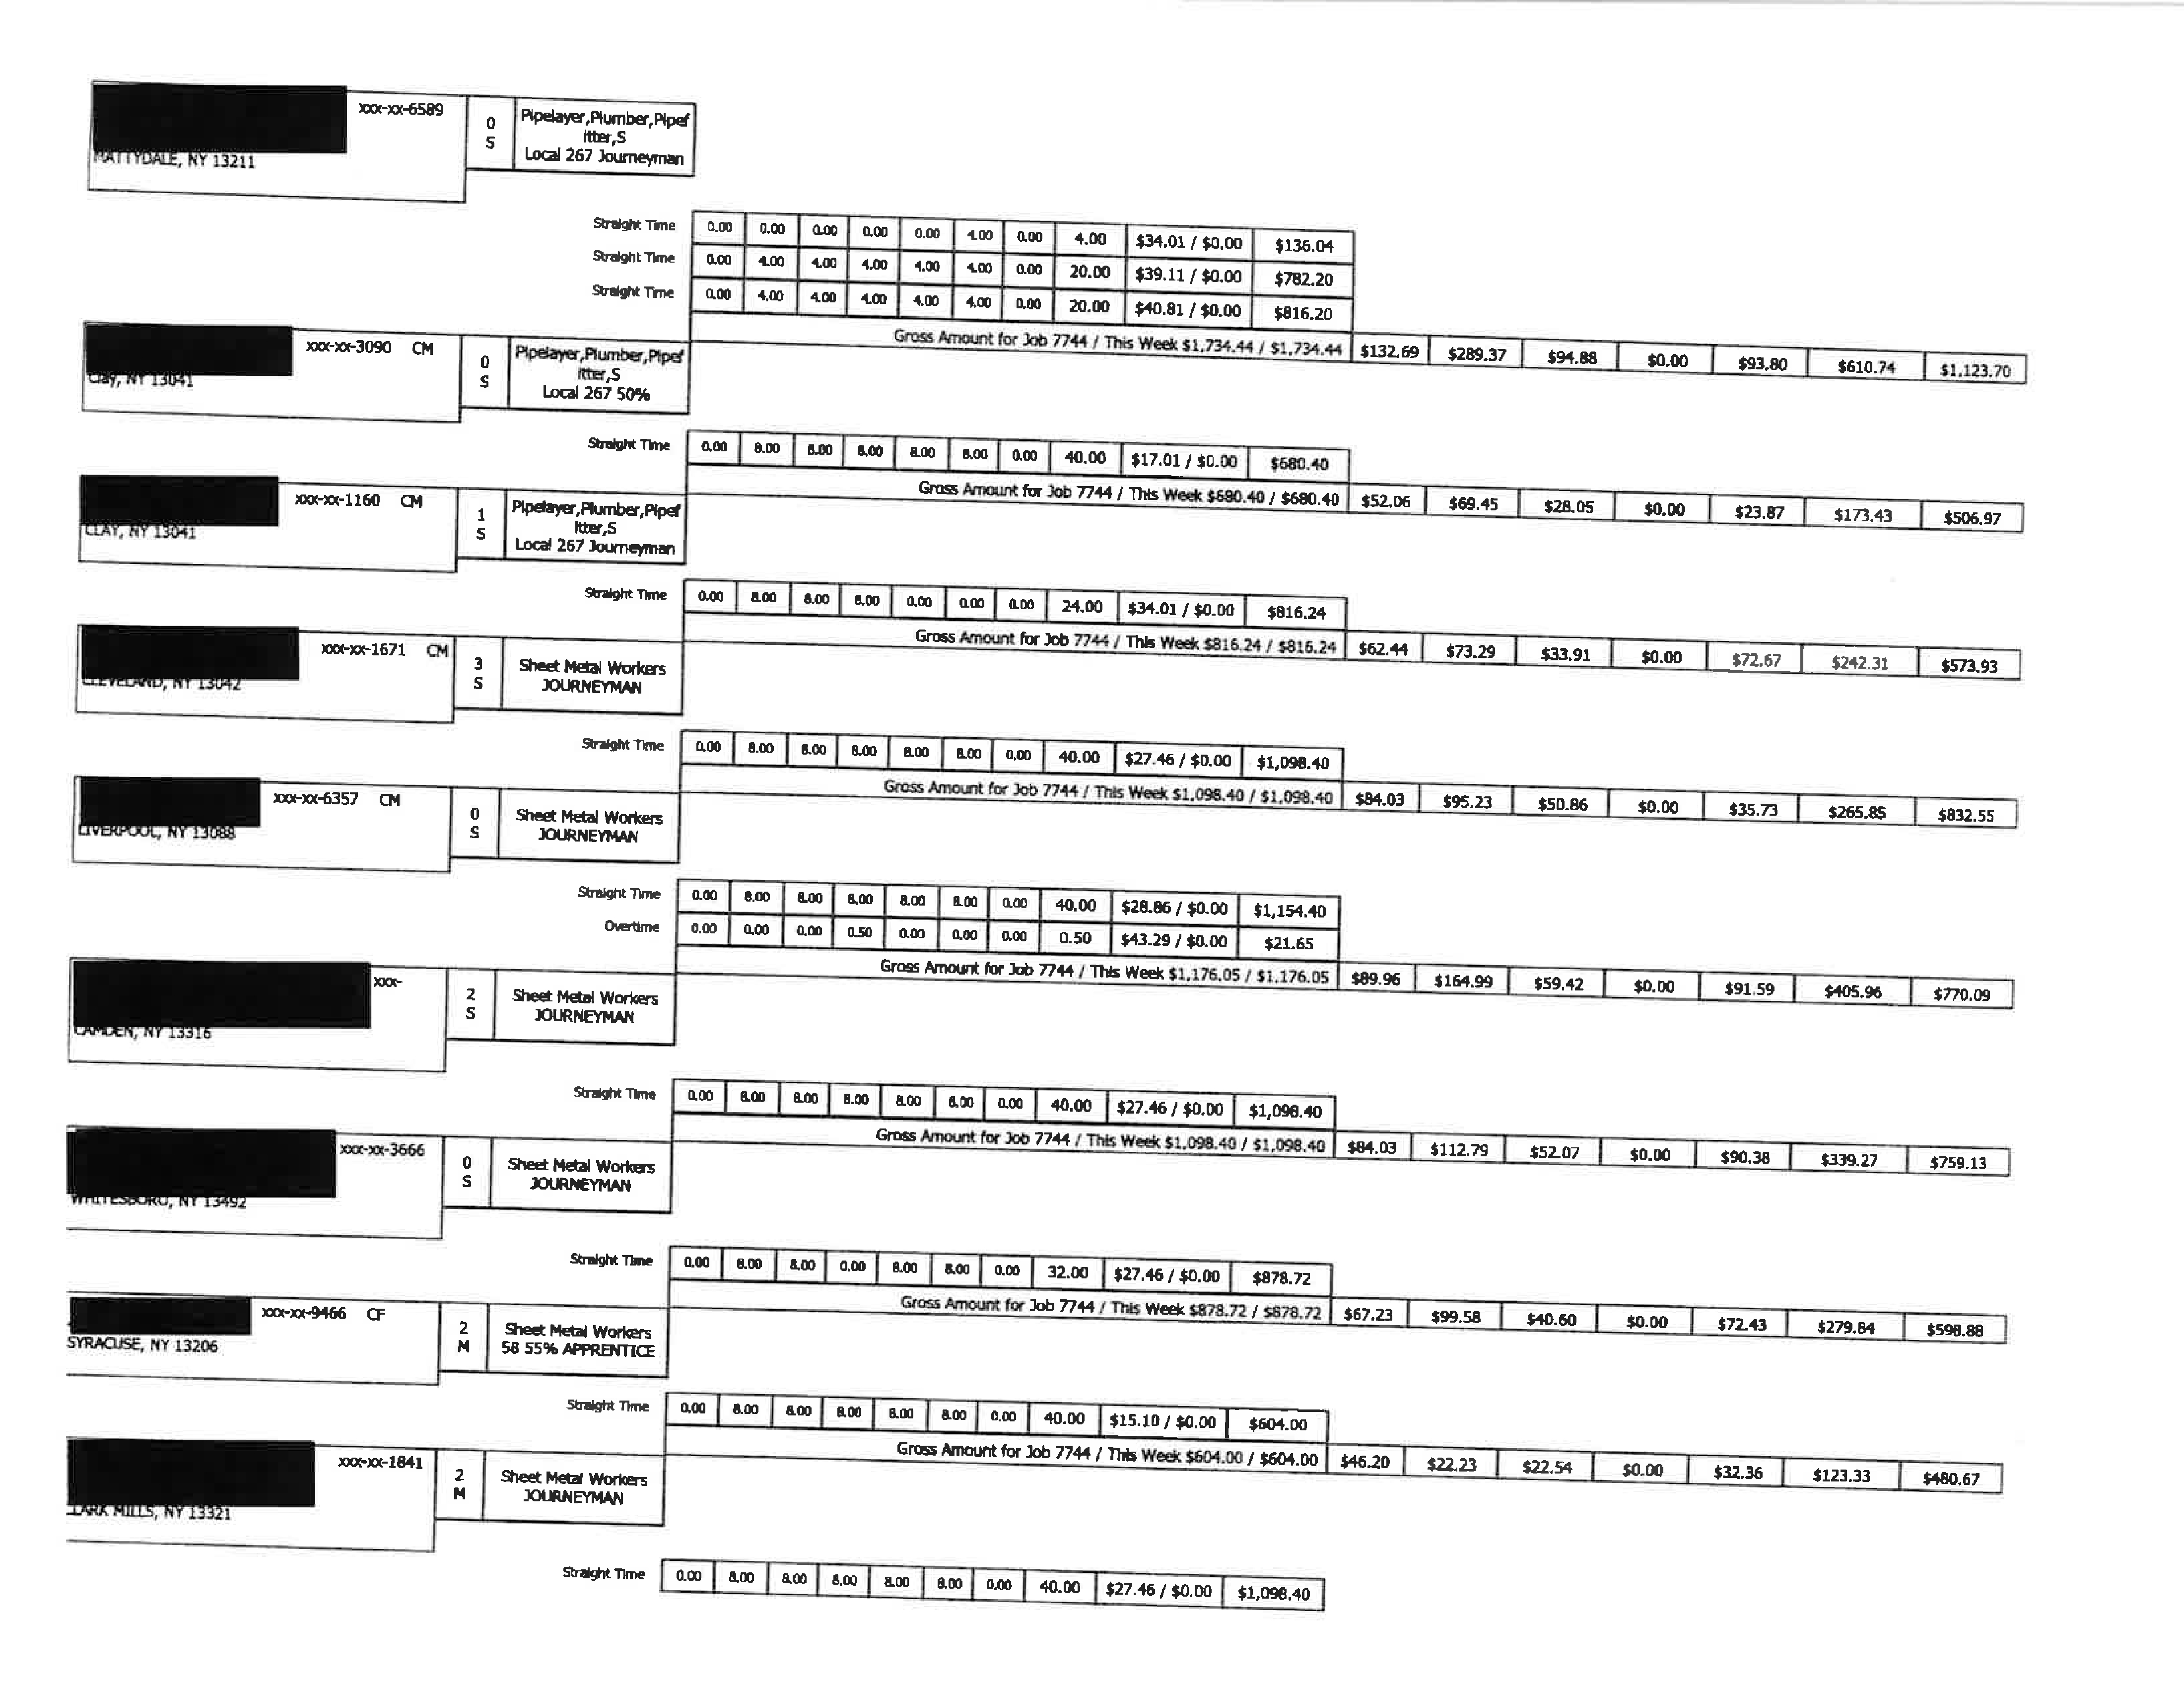 xxx-xx-6589 0 Pipelayer,Plumber,Pipef
S itter,S
MATTYDALE, NY 13211 Local 267 Journeyman
Straight Time 0.00 0.00 0.00 0.00 0.00 4.00 0.00 4.00 $34.01 / $0.00 $136.04
Straight Time 0.00 4.00 4.00 4.00 4.00 4.00 0.00 20.00 $39.11 / $0.00 $782.20
Straight Time 0.00 4.00 4.00 4.00 4.00 4.00 0.00 20.00 $40.81 / $0.00 $816.20
Gross Amount for Job 7744 / This Week $1,734.44 / $1,734.44 $132.69 $289.37 $94.88 $0.00 $93.80 $610.74 $1,123.70
xxx-xx-3090 CM 0 Pipelayer,Plumber,Pipef
Clay, NY 13041 S itter,S
Local 267 50%
Straight Time 0.00 8.00 8.00 8.00 8.00 8.00 0.00 40.00 $17.01 / $0.00 $680.40
Gross Amount for Job 7744 / This Week $680.40 / $680.40 $52.06 $69.45 $28.05 $0.00 $23.87 $173.43 $506.97
xxx-xx-1160 CM 1 Pipelayer,Plumber,Pipef
CLAY, NY 13041 S itter,S
Local 267 Journeyman
Straight Time 0.00 8.00 8.00 8.00 0.00 0.00 0.00 24.00 $34.01 / $0.00 $816.24
Gross Amount for Job 7744 / This Week $816.24 / $816.24 $62.44 $73.29 $33.91 $0.00 $72.67 $242.31 $573.93
xxx-xx-1671 CM 3 Sheet Metal Workers
CLEVELAND, NY 13042 S JOURNEYMAN
Straight Time 0.00 8.00 8.00 8.00 8.00 8.00 0.00 40.00 $27.46 / $0.00 $1,098.40
Gross Amount for Job 7744 / This Week $1,098.40 / $1,098.40 $84.03 $95.23 $50.86 $0.00 $35.73 $265.85 $832.55
xxx-xx-6357 CM 0 Sheet Metal Workers
LIVERPOOL, NY 13088 S JOURNEYMAN
Straight Time 0.00 8.00 8.00 8.00 8.00 8.00 0.00 40.00 $28.86 / $0.00 $1,154.40
Overtime 0.00 0.00 0.00 0.50 0.00 0.00 0.00 0.50 $43.29 / $0.00 $21.65
Gross Amount for Job 7744 / This Week $1,176.05 / $1,176.05 $89.96 $164.99 $59.42 $0.00 $91.59 $405.96 $770.09
xxx- 2 Sheet Metal Workers
CAMDEN, NY 13316 S JOURNEYMAN
Straight Time 0.00 8.00 8.00 8.00 8.00 8.00 0.00 40.00 $27.46 / $0.00 $1,098.40
Gross Amount for Job 7744 / This Week $1,098.40 / $1,098.40 $84.03 $112.79 $52.07 $0.00 $90.38 $339.27 $759.13
xxx-xx-3666 0 Sheet Metal Workers
WHITESBORO, NY 13492 S JOURNEYMAN
Straight Time 0.00 8.00 8.00 0.00 8.00 8.00 0.00 32.00 $27.46 / $0.00 $878.72
Gross Amount for Job 7744 / This Week $878.72 / $878.72 $67.23 $99.58 $40.60 $0.00 $72.43 $279.84 $598.88
xxx-xx-9466 CF 2 Sheet Metal Workers
SYRACUSE, NY 13206 M 58 55% APPRENTICE
Straight Time 0.00 8.00 8.00 8.00 8.00 8.00 0.00 40.00 $15.10 / $0.00 $604.00
Gross Amount for Job 7744 / This Week $604.00 / $604.00 $46.20 $22.23 $22.54 $0.00 $32.36 $123.33 $480.67
xxx-xx-1841 2 Sheet Metal Workers
CLARK MILLS, NY 13321 M JOURNEYMAN
Straight Time 0.00 8.00 8.00 8.00 8.00 8.00 0.00 40.00 $27.46 / $0.00 $1,098.40